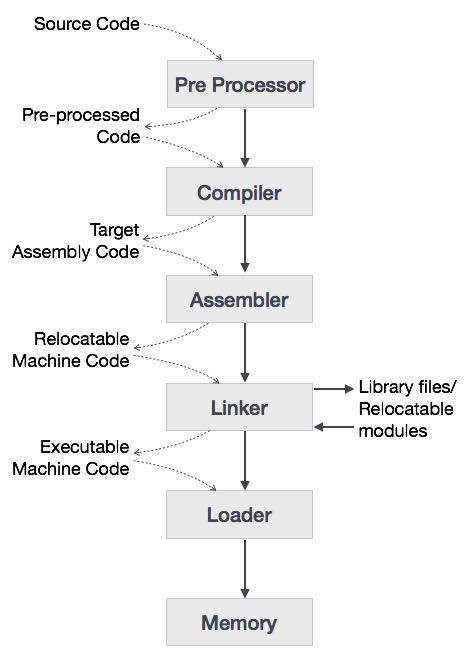 Source Code
Pre Processor
Pre-processed
Code
Compiler
Target
Assembly Code
Assembler
Relocatable
Machine Code
Linker
Library files/
Relocatable
modules
Executable
Machine Code
Loader
Memory